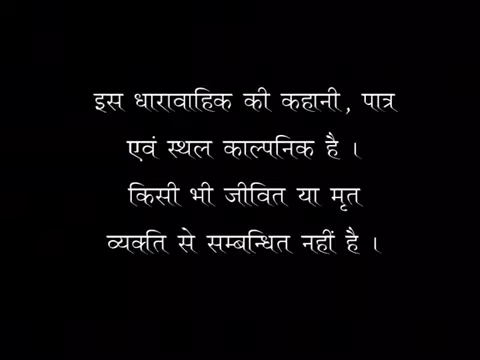 इस धारावाहिक की कहानी, पात्र
एवं स्थल काल्पनिक है ।
किसी भी जीवित या मृत
व्यक्ति से सम्बन्धित नहीं है ।